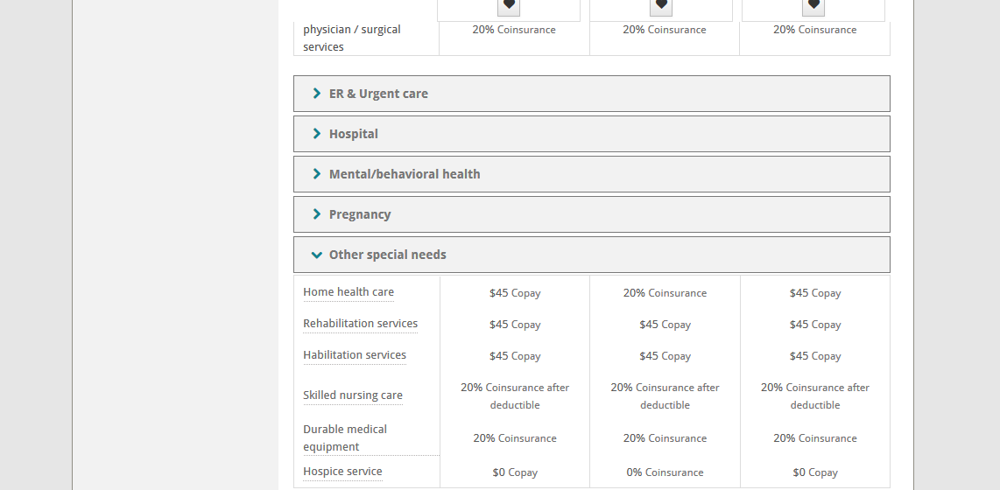 physician / surgical
services
20% Coinsurance 20% Coinsurance 20% Coinsurance
ER & Urgent care
Hospital
Mental/behavioral health
Pregnancy
Other special needs
Home health care $45 Copay 20% Coinsurance $45 Copay
Rehabilitation services $45 Copay $45 Copay $45 Copay
Habilitation services $45 Copay $45 Copay $45 Copay
Skilled nursing care
20% Coinsurance after
deductible
20% Coinsurance after
deductible
20% Coinsurance after
deductible
Durable medical
equipment
20% Coinsurance 20% Coinsurance 20% Coinsurance
Hospice service $0 Copay 0% Coinsurance $0 Copay